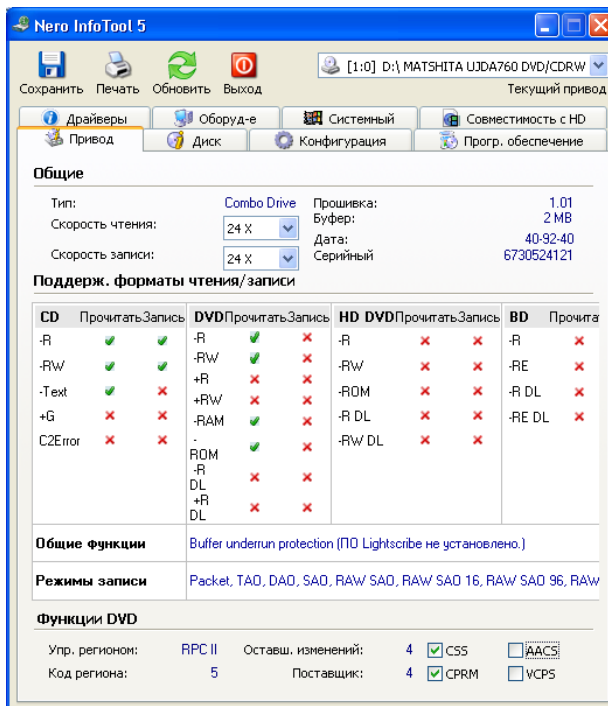 Nero InfoTool 5
Сохранить Печать Обновить Выход
[1:0] D:\ MATSHITA UJDA760 DVD/CDRW
Текущий привод
Драйверы Оборуд-е Системный Совместимость с HD
Привод Диск Конфигурация Прогр. обеспечение
Общие
Тип: Combo Drive Прошивка: 1.01
Скорость чтения: 24 X Буфер: 2 MB
Дата: 40-92-40
Скорость записи: 24 X Серийный 6730524121
Поддерж. форматы чтения/записи
CD Прочитать Запись DVD Прочитать Запись HD DVD Прочитать Запись BD Прочитат
-R -R -R -R
-RW -RW -RW -RE
-Text +R -ROM -R DL
+G +RW -R DL -RE DL
C2Error -RAM -RW DL
-ROM
-R DL
+R DL
Общие функции Buffer underrun protection (ПО Lightscribe не установлено.)
Режимы записи Packet, TAO, DAO, SAO, RAW SAO, RAW SAO 16, RAW SAO 96, RAW
Функции DVD
Упр. регионом: RPC II Оставш. изменений: 4 CSS AACS
Код региона: 5 Поставщик: 4 CPRM VCPS